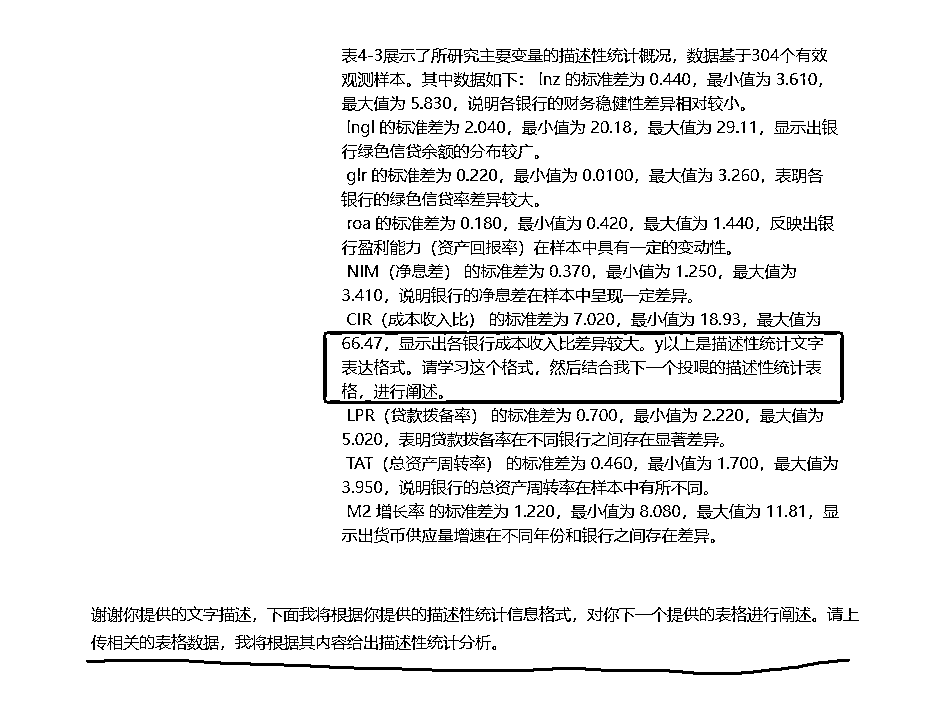 表4-3展示了所研究主要变量的描述性统计概况，数据基于304个有效
观测样本。其中数据如下：lnz 的标准差为 0.440，最小值为 3.610，
最大值为 5.830，说明各银行的财务稳健性差异相对较小。
lngl 的标准差为 2.040，最小值为 20.18，最大值为 29.11，显示出银
行绿色信贷余额的分布较广。
glr 的标准差为 0.220，最小值为 0.0100，最大值为 3.260，表明各
银行的绿色信贷率差异较大。
roa 的标准差为 0.180，最小值为 0.420，最大值为 1.440，反映出银
行盈利能力（资产回报率）在样本中具有一定的变动性。
NIM（净息差） 的标准差为 0.370，最小值为 1.250，最大值为
3.410，说明银行的净息差在样本中呈现一定差异。
CIR（成本收入比） 的标准差为 7.020，最小值为 18.93，最大值为
66.47，显示出各银行成本收入比差异较大。y以上是描述性统计文字
表达格式。请学习这个格式，然后结合我下一个投喂的描述性统计表
格，进行阐述。
LPR（贷款拨备率） 的标准差为 0.700，最小值为 2.220，最大值为
5.020，表明贷款拨备率在不同银行之间存在显著差异。
TAT（总资产周转率） 的标准差为 0.460，最小值为 1.700，最大值为
3.950，说明银行的总资产周转率在样本中有所不同。
M2 增长率 的标准差为 1.220，最小值为 8.080，最大值为 11.81，显
示出货币供应量增速在不同年份和银行之间存在差异。
谢谢你提供的文字描述，下面我将根据你提供的描述性统计信息格式，对你下一个提供的表格进行阐述。请上
传相关的表格数据，我将根据其内容给出描述性统计分析。